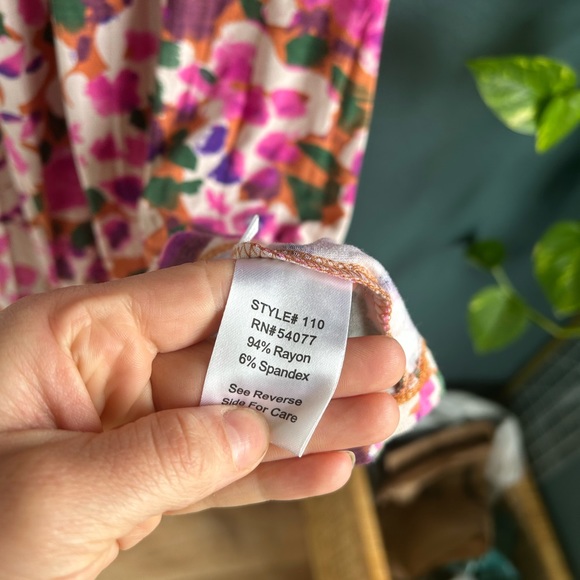 STYLE# 110
RN#54077
94% Rayon
6% Spandex
See Reverse
Side For Care